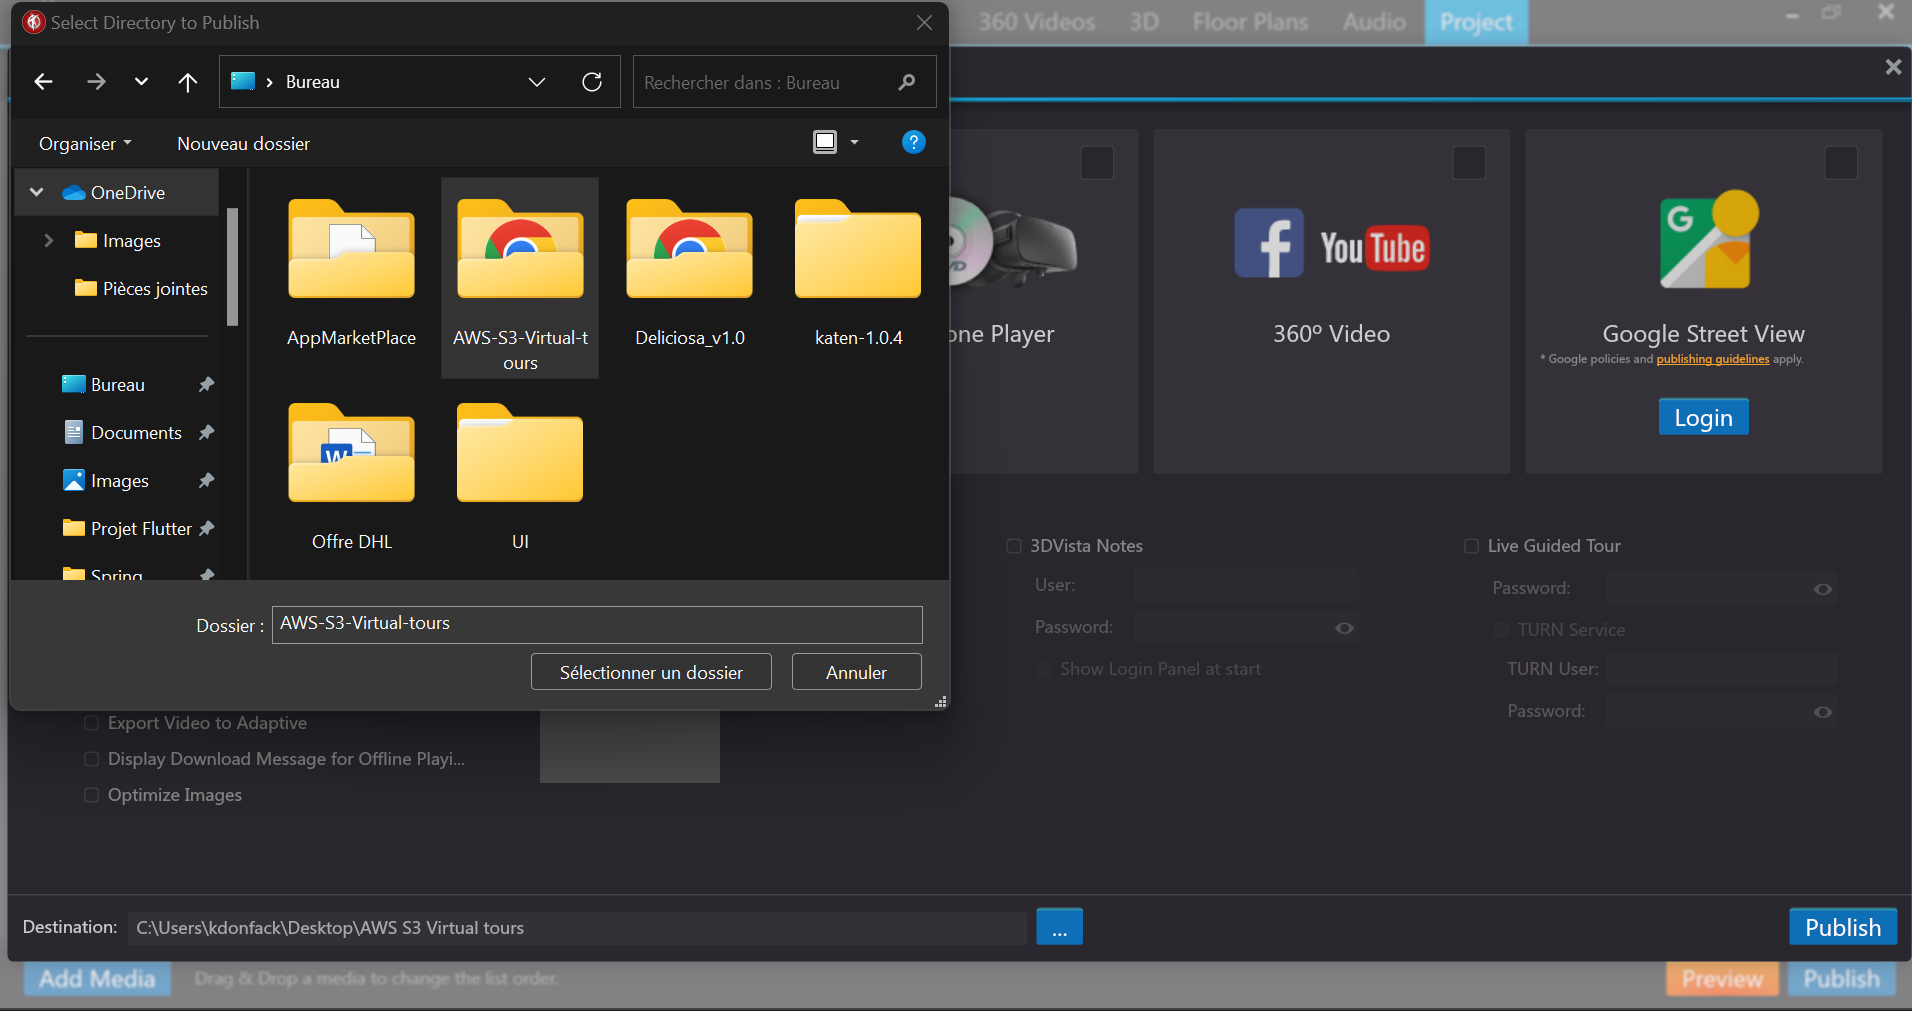 Select Directory to Publish
360 Videos
3D
Floor Plans
Audio
Project
Bureau
Rechercher dans : Bureau
Organiser
Nouveau dossier
?
OneDrive
Images
Pièces jointes
Bureau
Documents
Images
Projet Flutter
Spring
AppMarketPlace
AWS-S3-Virtual-t
ours
Deliciosa_v1.0
katen-1.0.4
W
Offre DHL
UI
Dossier :
AWS-S3-Virtual-tours
Sélectionner un dossier
Annuler
one Player
f
YouTube
360º Video
G
Google Street View
* Google policies and publishing guidelines apply.
Login
3DVista Notes
User:
Password:
Show Login Panel at start
Live Guided Tour
Password:
TURN Service
TURN User:
Password:
Export Video to Adaptive
Display Download Message for Offline Playi...
Optimize Images
Destination:
C:\Users\kdonfack\Desktop\AWS S3 Virtual tours
...
Publish
Add Media
Drag & Drop a media to change the list order.
Preview
Publish